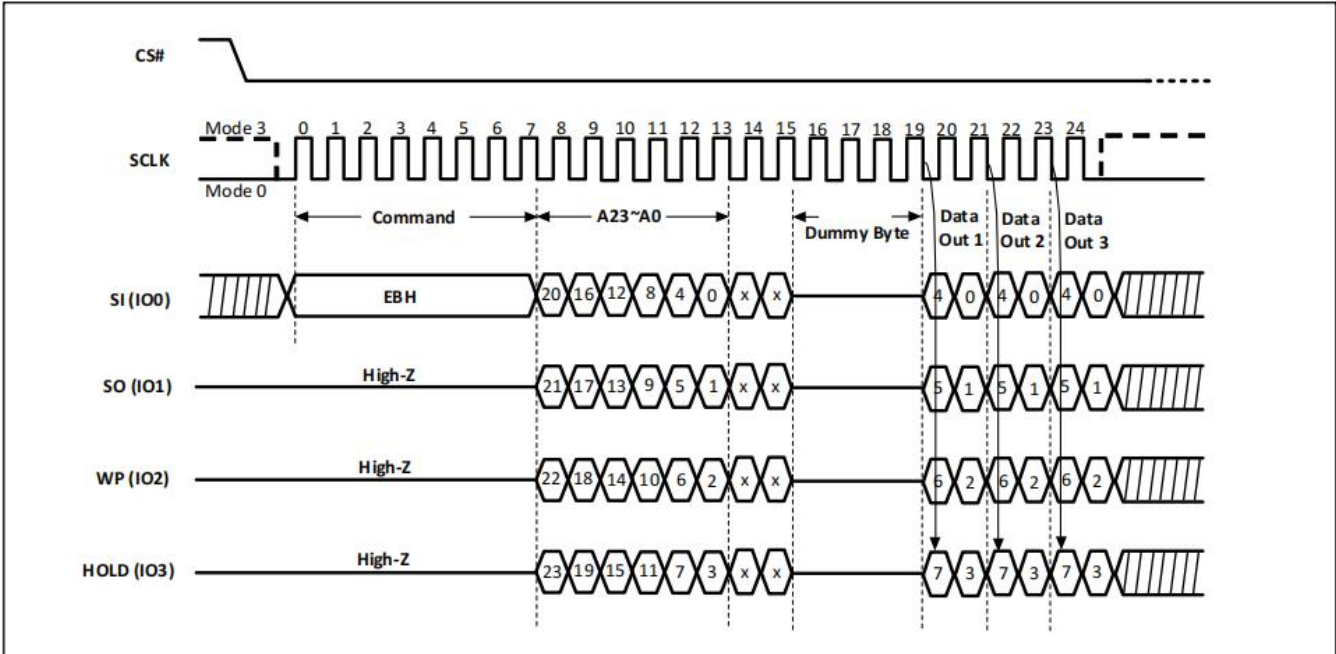 CS#
Mode 3 0 1 2 3 4 5 6 7 8 9 10 11 12 13 14 15 16 17 18 19 20 21 22 23 24
SCLK
Mode 0
Command A23~A0 Dummy Byte Data Out 1 Data Out 2 Data Out 3
SI (IO0) EBH 20 16 12 8 4 0 x x 4 0 4 0 4 0
SO (IO1) High-Z 21 17 13 9 5 1 x x 5 1 5 1 5 1
WP (IO2) High-Z 22 18 14 10 6 2 x x 6 2 6 2 6 2
HOLD (IO3) High-Z 23 19 15 11 7 3 x x 7 3 7 3 7 3